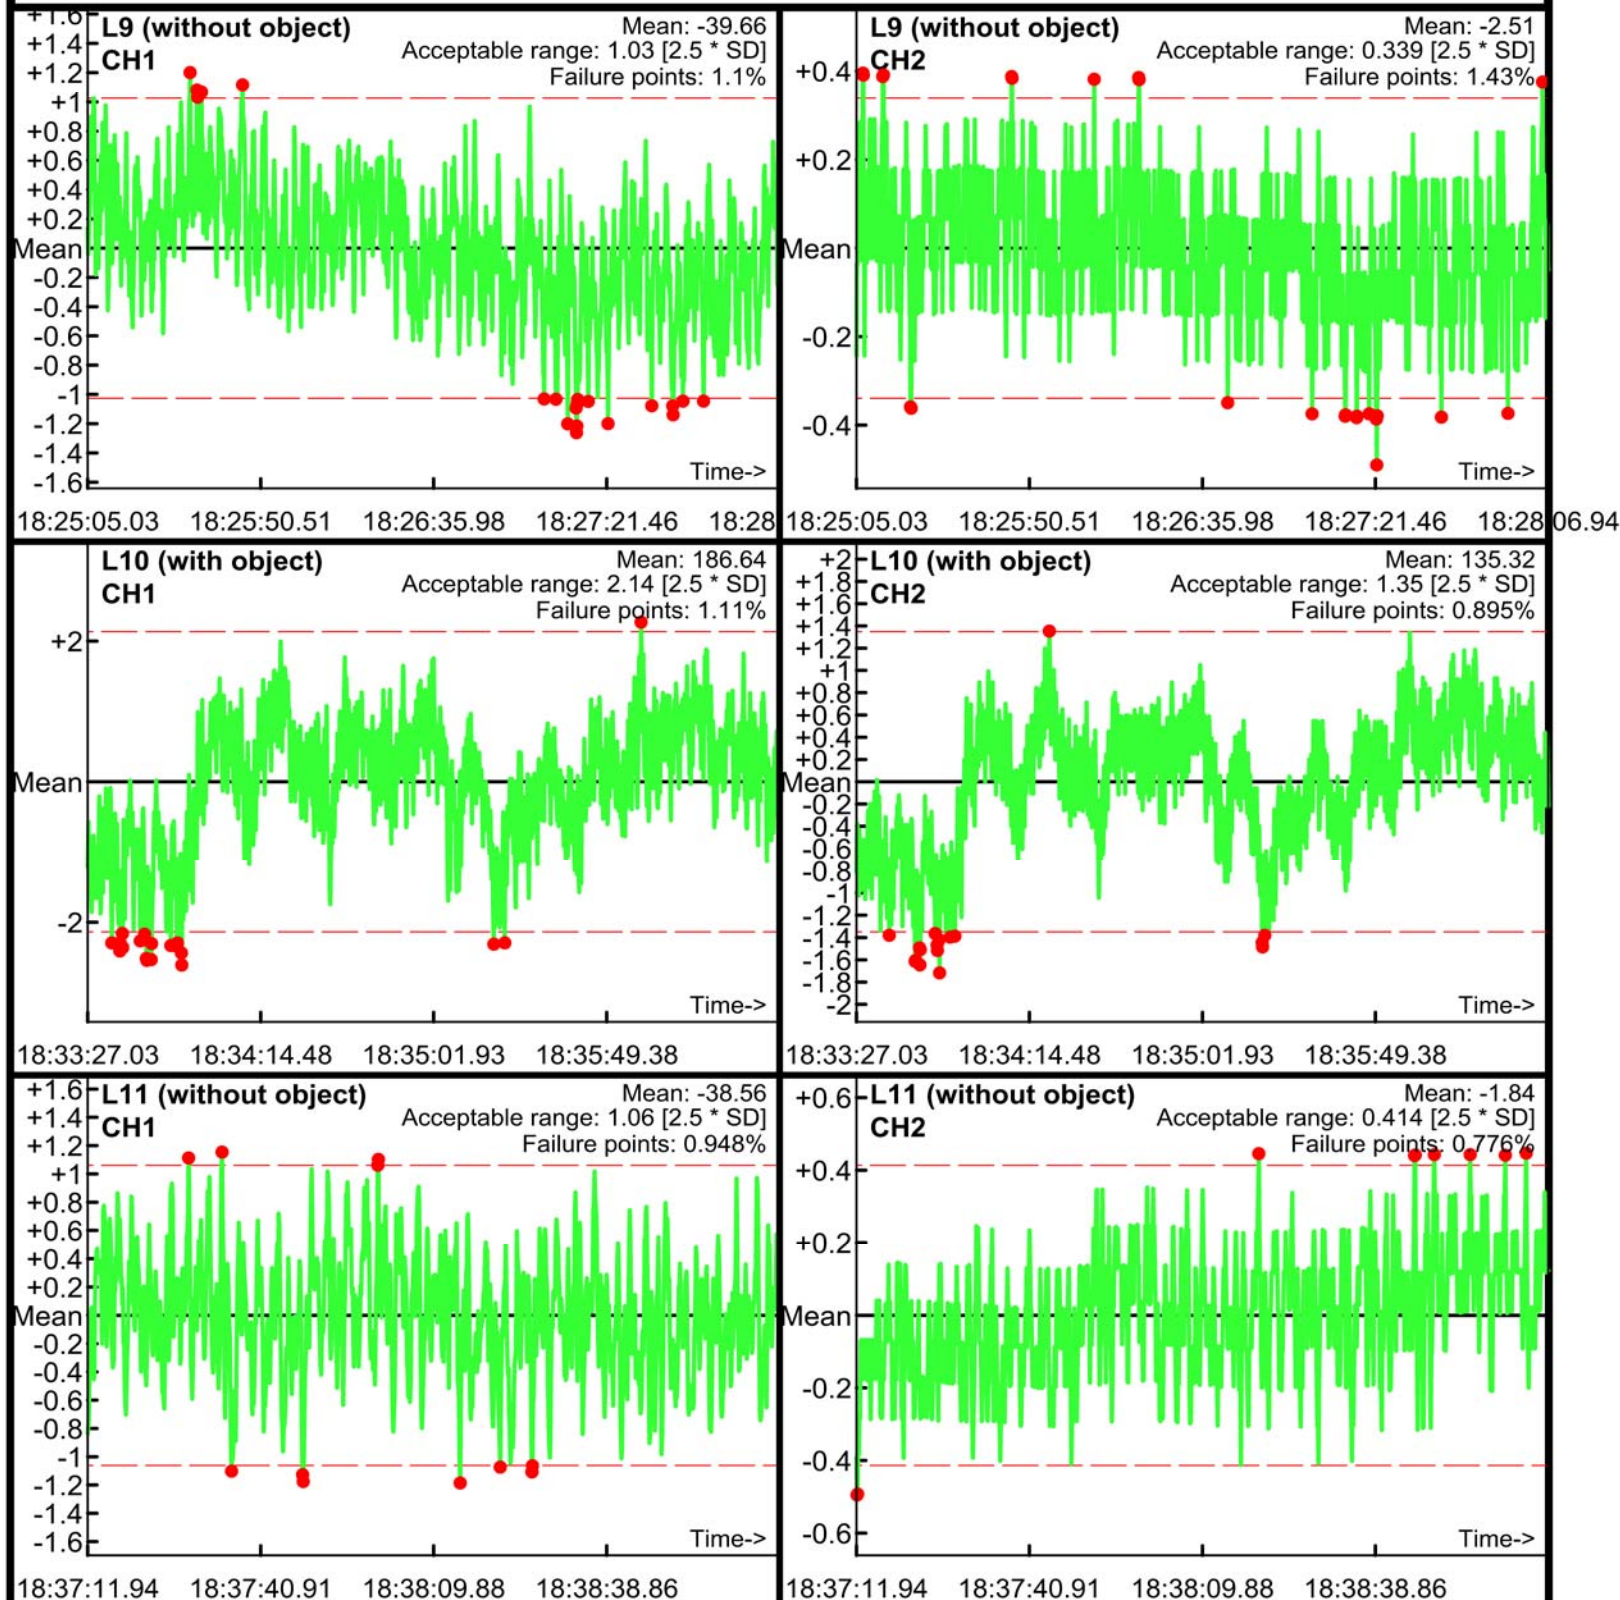 L9 (without object)
CH1
Mean: -39.66
Acceptable range: 1.03 [2.5 * SD]
Failure points: 1.1%
+1.6
+1.4
+1.2
+1
+0.8
+0.6
+0.4
+0.2
Mean
-0.2
-0.4
-0.6
-0.8
-1
-1.2
-1.4
-1.6
Time->
18:25:05.03 18:25:50.51 18:26:35.98 18:27:21.46 18:28
L9 (without object)
CH2
Mean: -2.51
Acceptable range: 0.339 [2.5 * SD]
Failure points: 1.43%
+0.4
+0.2
Mean
-0.2
-0.4
Time->
18:25:05.03 18:25:50.51 18:26:35.98 18:27:21.46 18:28:06.94
L10 (with object)
CH1
Mean: 186.64
Acceptable range: 2.14 [2.5 * SD]
Failure points: 1.11%
+2
Mean
-2
Time->
18:33:27.03 18:34:14.48 18:35:01.93 18:35:49.38
L10 (with object)
CH2
Mean: 135.32
Acceptable range: 1.35 [2.5 * SD]
Failure points: 0.895%
+2
+1.8
+1.6
+1.4
+1.2
+1
+0.8
+0.6
+0.4
+0.2
Mean
-0.2
-0.4
-0.6
-0.8
-1
-1.2
-1.4
-1.6
-1.8
-2
Time->
18:33:27.03 18:34:14.48 18:35:01.93 18:35:49.38
L11 (without object)
CH1
Mean: -38.56
Acceptable range: 1.06 [2.5 * SD]
Failure points: 0.948%
+1.6
+1.4
+1.2
+1
+0.8
+0.6
+0.4
+0.2
Mean
-0.2
-0.4
-0.6
-0.8
-1
-1.2
-1.4
-1.6
Time->
18:37:11.94 18:37:40.91 18:38:09.88 18:38:38.86
L11 (without object)
CH2
Mean: -1.84
Acceptable range: 0.414 [2.5 * SD]
Failure points: 0.776%
+0.6
+0.4
+0.2
Mean
-0.2
-0.4
-0.6
Time->
18:37:11.94 18:37:40.91 18:38:09.88 18:38:38.86